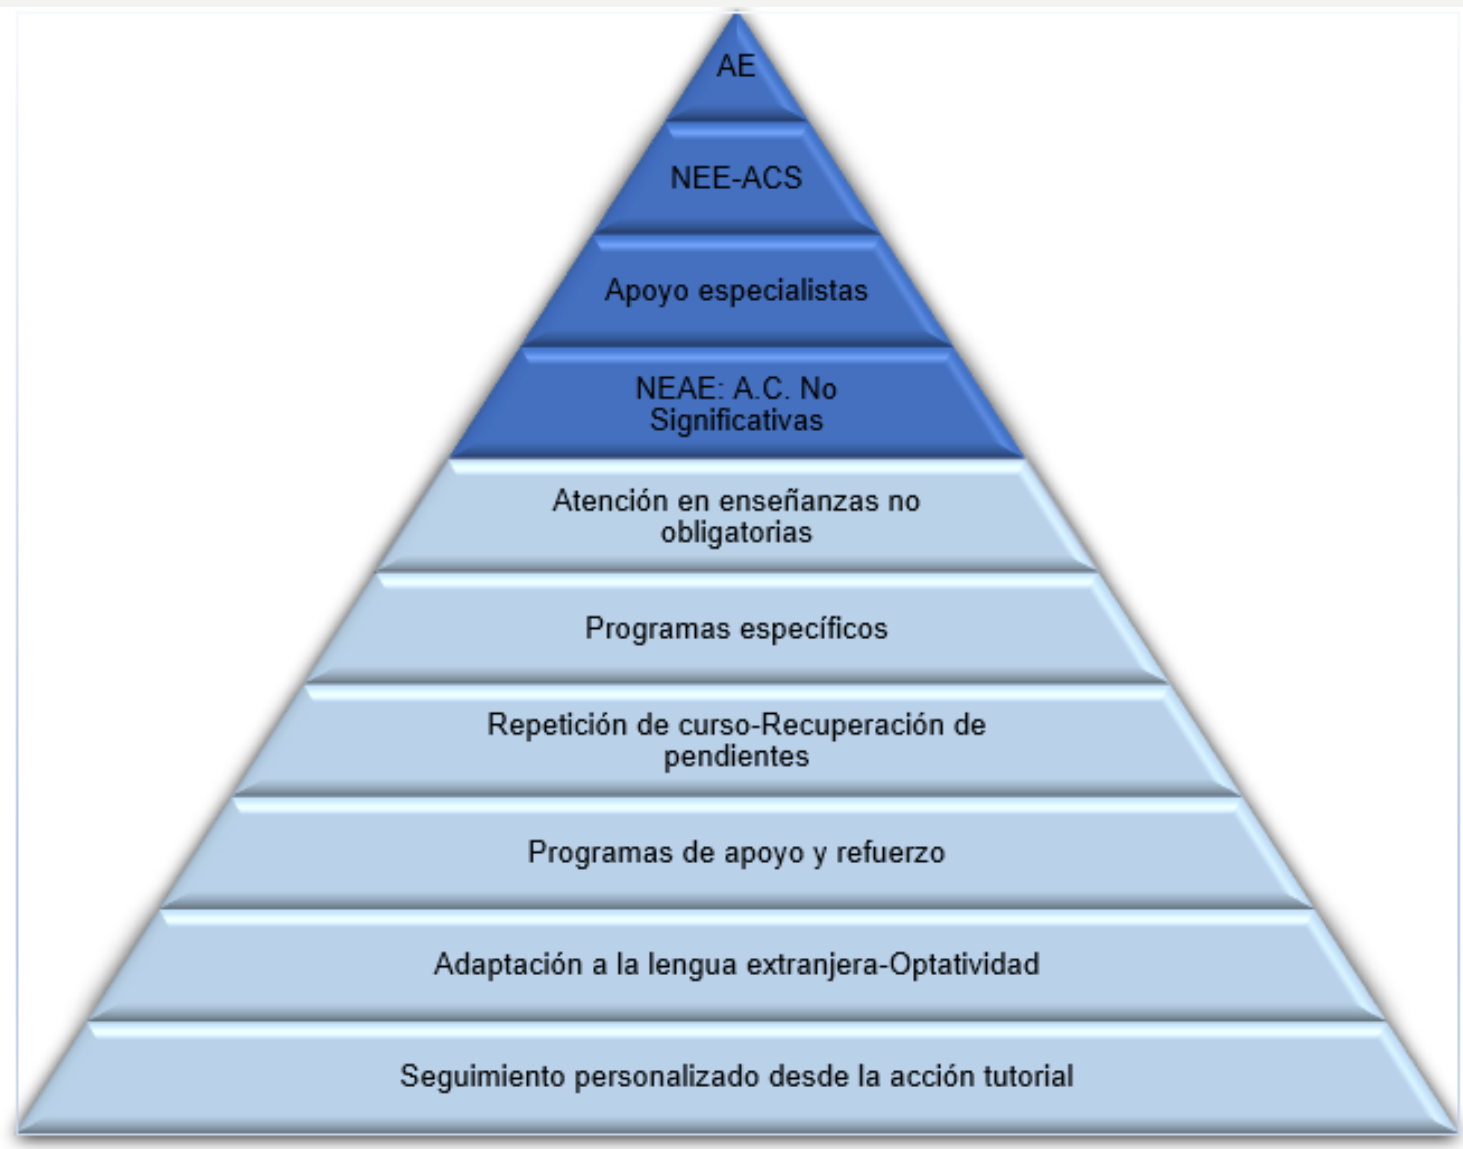 AE
NEE-ACS
Apoyo especialistas
NEAE: A.C. No
Significativas
Atención en enseñanzas no
obligatorias
Programas específicos
Repetición de curso-Recuperación de
pendientes
Programas de apoyo y refuerzo
Adaptación a la lengua extranjera-Optatividad
Seguimiento personalizado desde la acción tutorial